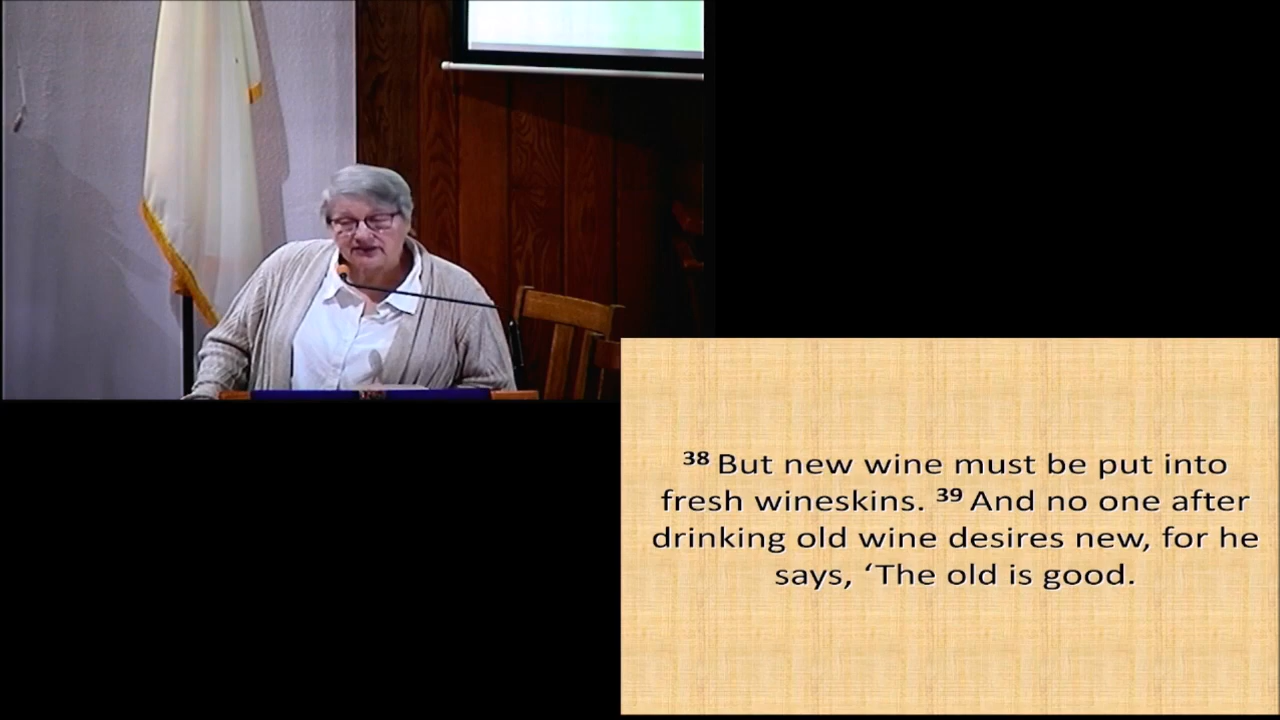 38 But new wine must be put into
fresh wineskins. 39 And no one after
drinking old wine desires new, for he
says, ‘The old is good.